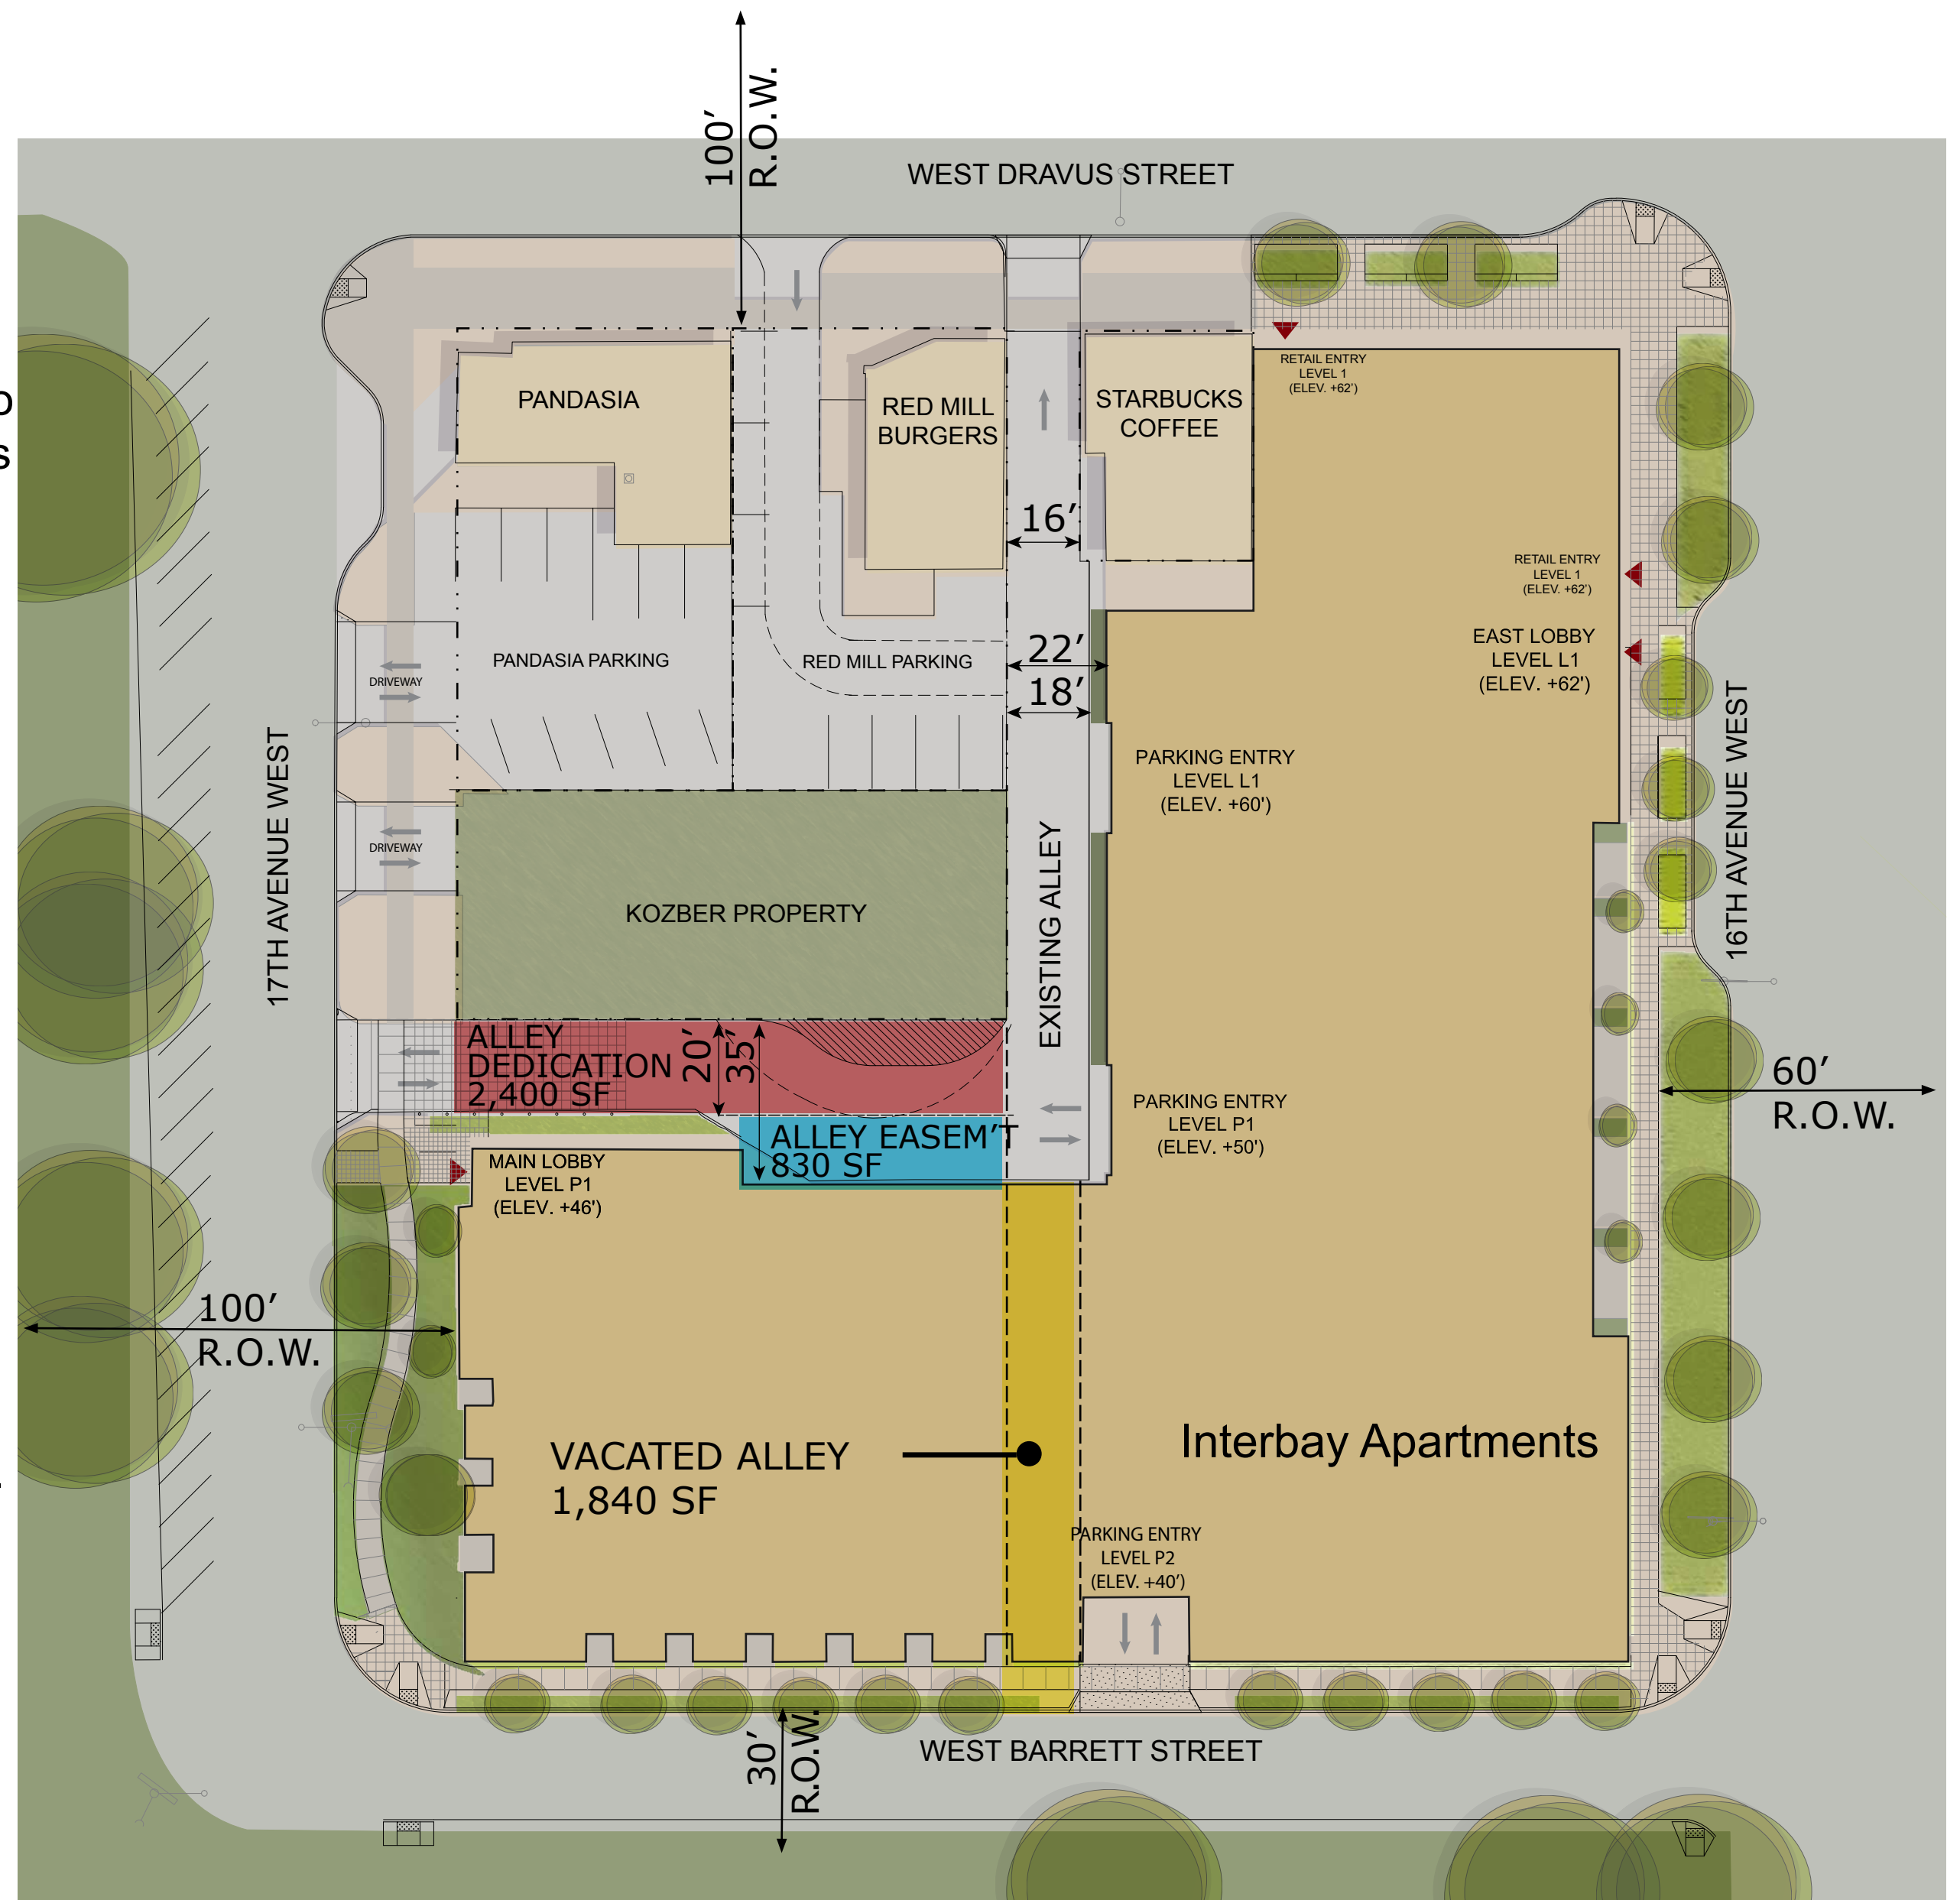 100'
R.O.W.
WEST DRAVUS STREET
RETAIL ENTRY
LEVEL 1
(ELEV. +62')
PANDASIA
RED MILL
BURGERS
STARBUCKS
COFFEE
16'
RETAIL ENTRY
LEVEL 1
(ELEV. +62')
EAST LOBBY
LEVEL L1
(ELEV. +62')
22'
18'
PANDASIA PARKING
RED MILL PARKING
DRIVEWAY
17TH AVENUE WEST
16TH AVENUE WEST
PARKING ENTRY
LEVEL L1
(ELEV. +60')
DRIVEWAY
KOZBER PROPERTY
EXISTING ALLEY
ALLEY
DEDICATION
2,400 SF
20'
35'
60'
R.O.W.
PARKING ENTRY
LEVEL P1
(ELEV. +50')
ALLEY EASEM'T
830 SF
MAIN LOBBY
LEVEL P1
(ELEV. +46')
100'
R.O.W.
VACATED ALLEY
1,840 SF
Interbay Apartments
PARKING ENTRY
LEVEL P2
(ELEV. +40')
30'
R.O.W.
WEST BARRETT STREET